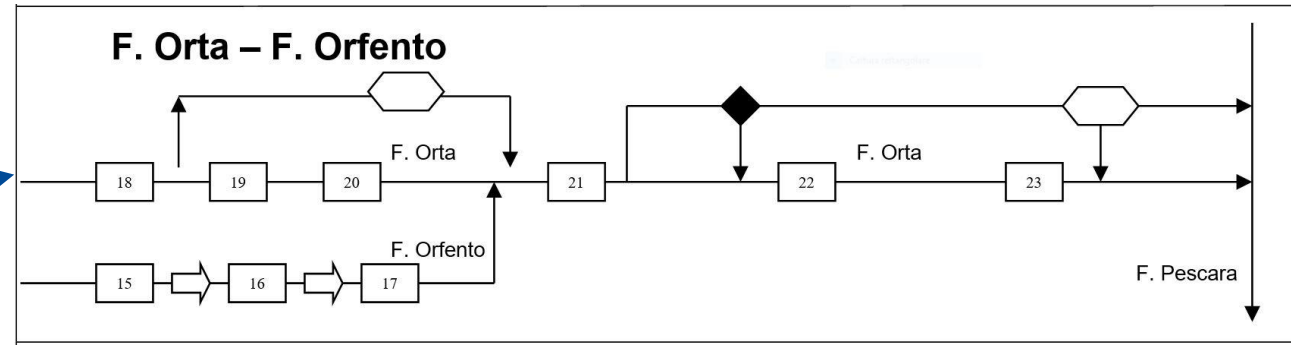 F. Orta – F. Orfento
F. Orta
F. Orta
18
19
20
21
22
23
F. Orfento
15
16
17
F. Pescara